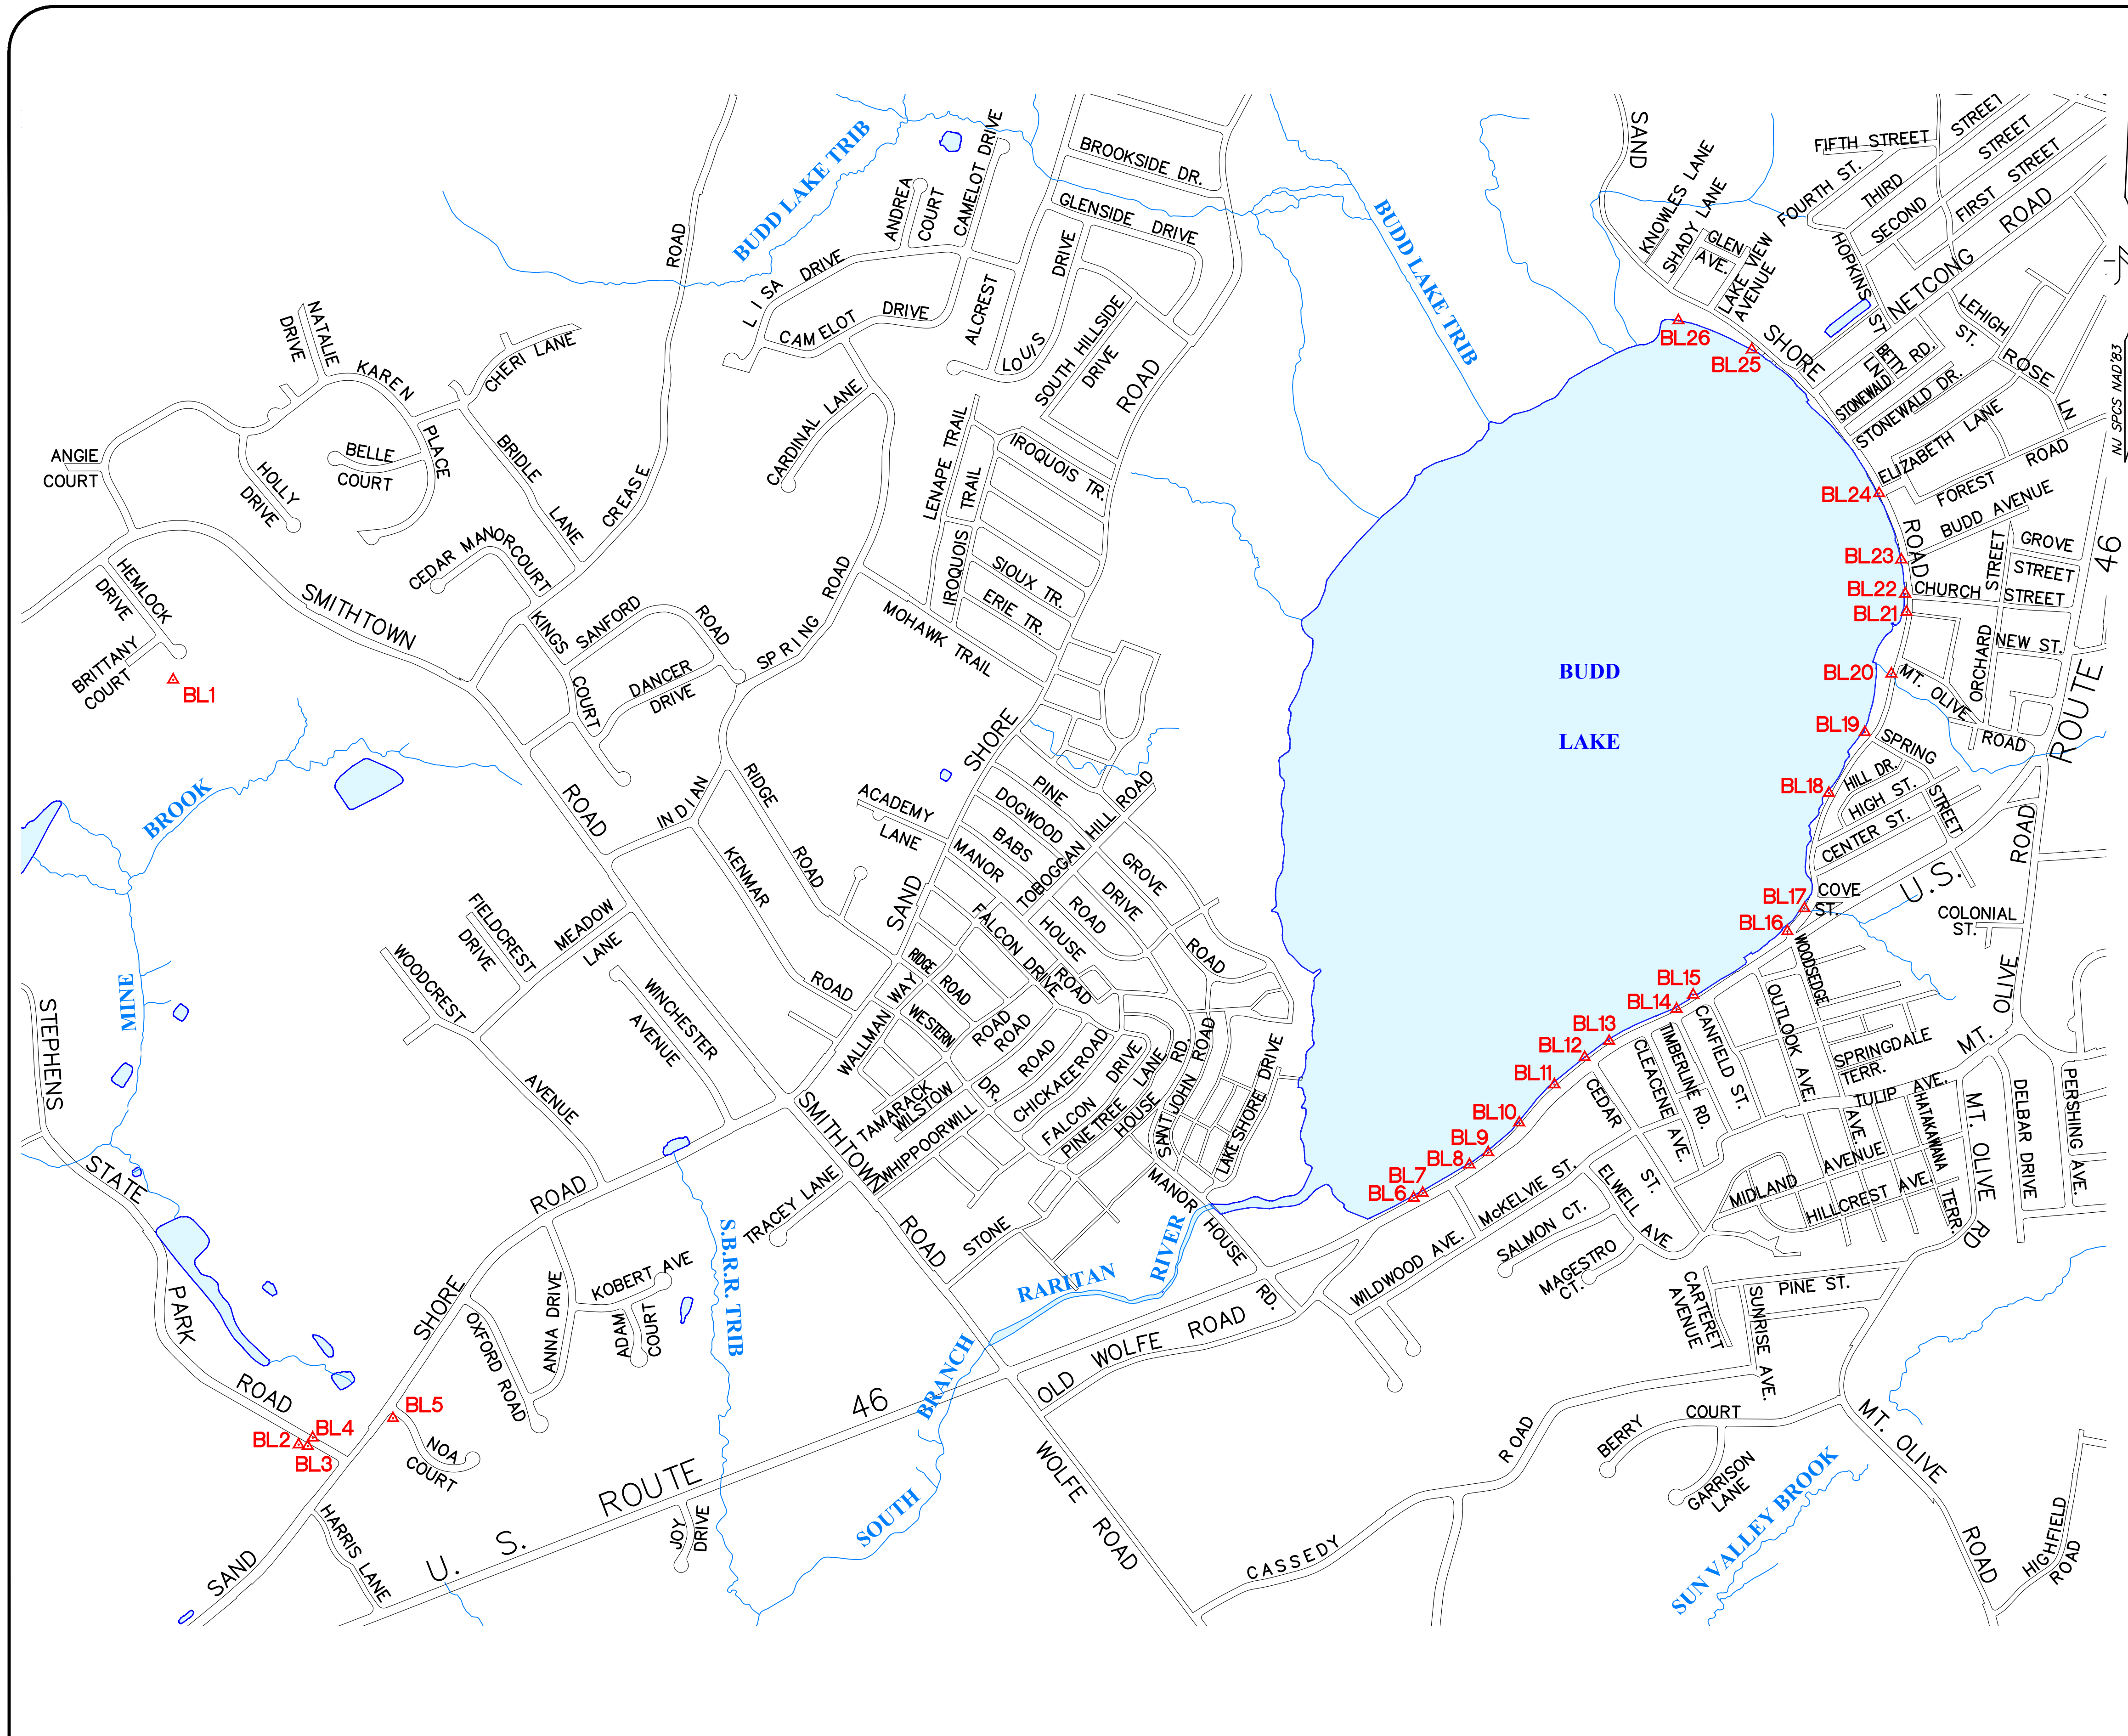 BUDD LAKE TRIB
BROOKSIDE DR.
GLENSIDE DRIVE
ANDREA COURT
CAMELOT DRIVE
LISA DRIVE
CAMELOT DRIVE
ALCREST
LOUIS DRIVE
SOUTH HILLSIDE DRIVE
ROAD
BUDD LAKE TRIB
SAND
KNOWLES LANE
SHADY LANE
GLEN AVE.
LAKE VIEW AVENUE
FIFTH STREET
FOURTH ST.
THIRD STREET
SECOND STREET
FIRST STREET
HOPKINS ST
NETCONG ROAD
LEHIGH ST.
ROSE LN
BETTY RD.
STONEWALD LN
STONEWALD DR.
ELIZABETH LANE
FOREST ROAD
BUDD AVENUE
SHORE
ROAD
GROVE STREET
STREET
CHURCH STREET
NEW ST.
ORCHARD
MT. OLIVE ROAD
ROUTE 46
NJ SPCS NAD'83
BL26
BL25
BL24
BL23
BL22
BL21
BL20
BL19
BL18
BL17
BL16
BL15
BL14
BL13
BL12
BL11
BL10
BL9
BL8
BL7
BL6
BUDD
LAKE
NATALIE DRIVE
KAREN PLACE
CHERI LANE
CREASE ROAD
ANGIE COURT
HOLLY DRIVE
BELLE COURT
BRIDLE LANE
CEDAR MANOR COURT
CARDINAL LANE
LENAPE TRAIL
IROQUOIS TRAIL
IROQUOIS TR.
SIOUX TR.
ERIE TR.
MOHAWK TRAIL
HEMLOCK DRIVE
BRITTANY COURT
BL1
SMITHTOWN ROAD
KINGS COURT
SANFORD ROAD
DANCER DRIVE
SPRING ROAD
INDIAN
RIDGE ROAD
KENMAR ROAD
ACADEMY LANE
SAND SHORE
PINE
DOGWOOD
BABS
MANOR
TOBOGGAN HILL ROAD
GROVE ROAD
DRIVE
ROAD
HOUSE ROAD
FALCON DRIVE
RIDGE ROAD
WESTERN ROAD
WALLMAN WAY
ROAD
TAMARACK
WILSTOW
WHIPPOORWILL DR.
ROAD
CHICKAEEROAD
FALCON DRIVE
PINE TREE LANE
HOUSE RD.
SAINT JOHN ROAD
LAKE SHORE DRIVE
MANOR HOUSE RD.
STONE
TRACEY LANE
SMITHTOWN ROAD
MINE BROOK
FIELDCREST DRIVE
MEADOW LANE
WOODCREST AVENUE
WINCHESTER AVENUE
STEPHENS STATE PARK ROAD
SAND SHORE ROAD
OXFORD ROAD
ANNA DRIVE
KOBERT AVE
ADAM COURT
S.B.R.R. TRIB
BL5
BL4
BL2
BL3
NOA COURT
HARRIS LANE
U. S. ROUTE 46
JOY DRIVE
SOUTH BRANCH RARITAN RIVER
OLD WOLFE ROAD
WOLFE ROAD
CASSEDY ROAD
WILDWOOD AVE.
McKELVIE ST.
SALMON CT.
MAGESTRO CT.
ELWELL AVE
CEDAR ST.
CLEACENE AVE.
TIMBERLINE RD.
CANFIELD ST.
OUTLOOK AVE.
WOODSEDGE
AVE.
SPRINGDALE TERR.
TULIP AVE.
MIDLAND AVENUE
HILLCREST AVE.
HATAKAWANA TERR.
SPRING STREET
HILL DR.
HIGH ST.
CENTER ST.
COVE ST.
U.S.
COLONIAL ST.
MT. OLIVE ROAD
MT. OLIVE RD
DELBAR DRIVE
PERSHING AVE.
PINE ST.
CARTERET AVENUE
SUNRISE AVE.
BERRY COURT
GARRISON LANE
MT. OLIVE ROAD
SUN VALLEY BROOK
HIGHFIELD ROAD